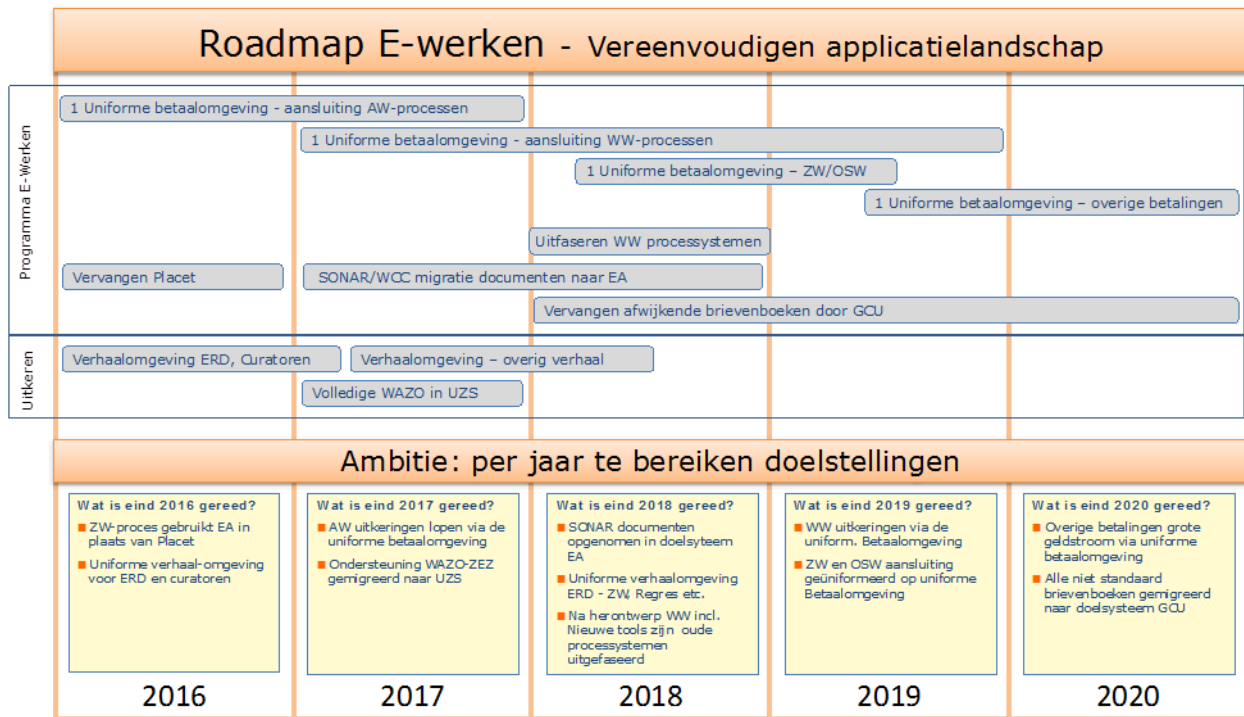 Roadmap E-werken - Vereenvoudigen applicatielandschap
Programma E-Werken
1 Uniforme betaalomgeving - aansluiting AW-processen
1 Uniforme betaalomgeving - aansluiting WW-processen
1 Uniforme betaalomgeving – ZW/OSW
1 Uniforme betaalomgeving – overige betalingen
Uitfaseren WW processystemen
Vervangen Placet
SONAR/WCC migratie documenten naar EA
Vervangen afwijkende brievenboeken door GCU
Uitkeren
Verhaalomgeving ERD, Curatoren
Verhaalomgeving – overig verhaal
Volledige WAZO in UZS
Ambitie: per jaar te bereiken doelstellingen
Wat is eind 2016 gereed?
ZW-proces gebruikt EA in
plaats van Placet
Uniforme verhaal-omgeving
voor ERD en curatoren
2016
Wat is eind 2017 gereed?
AW uitkeringen lopen via de
uniforme betaalomgeving
Ondersteuning WAZO-ZEZ
gemigreerd naar UZS
2017
Wat is eind 2018 gereed?
SONAR documenten
opgenomen in doelsyteem
EA
Uniforme verhaalomgeving
ERD - ZW, Regres etc.
Na herontwerp WW incl.
Nieuwe tools zijn oude
processystemen
uitgefaseerd
2018
Wat is eind 2019 gereed?
WW uitkeringen via de
uniform. Betaalomgeving
ZW en OSW aansluiting
geüniformeerd op uniforme
Betaalomgeving
2019
Wat is eind 2020 gereed?
Overige betalingen grote
geldstroom via uniforme
betaalomgeving
Alle niet standaard
brievenboeken gemigreerd
naar doelsysteem GCU
2020